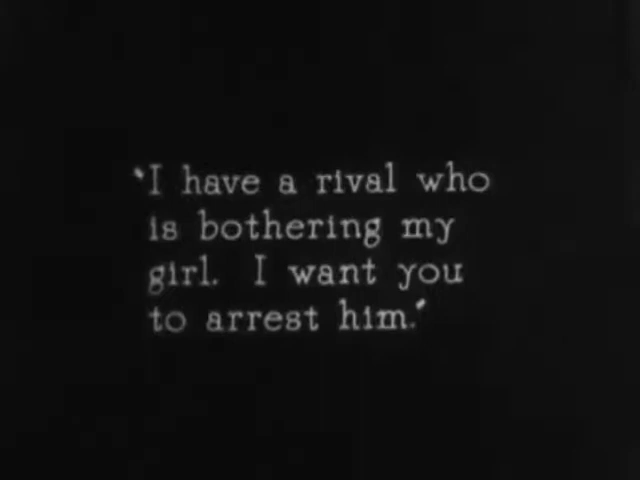 ‘I have a rival who
is bothering my
girl. I want you
to arrest him.’